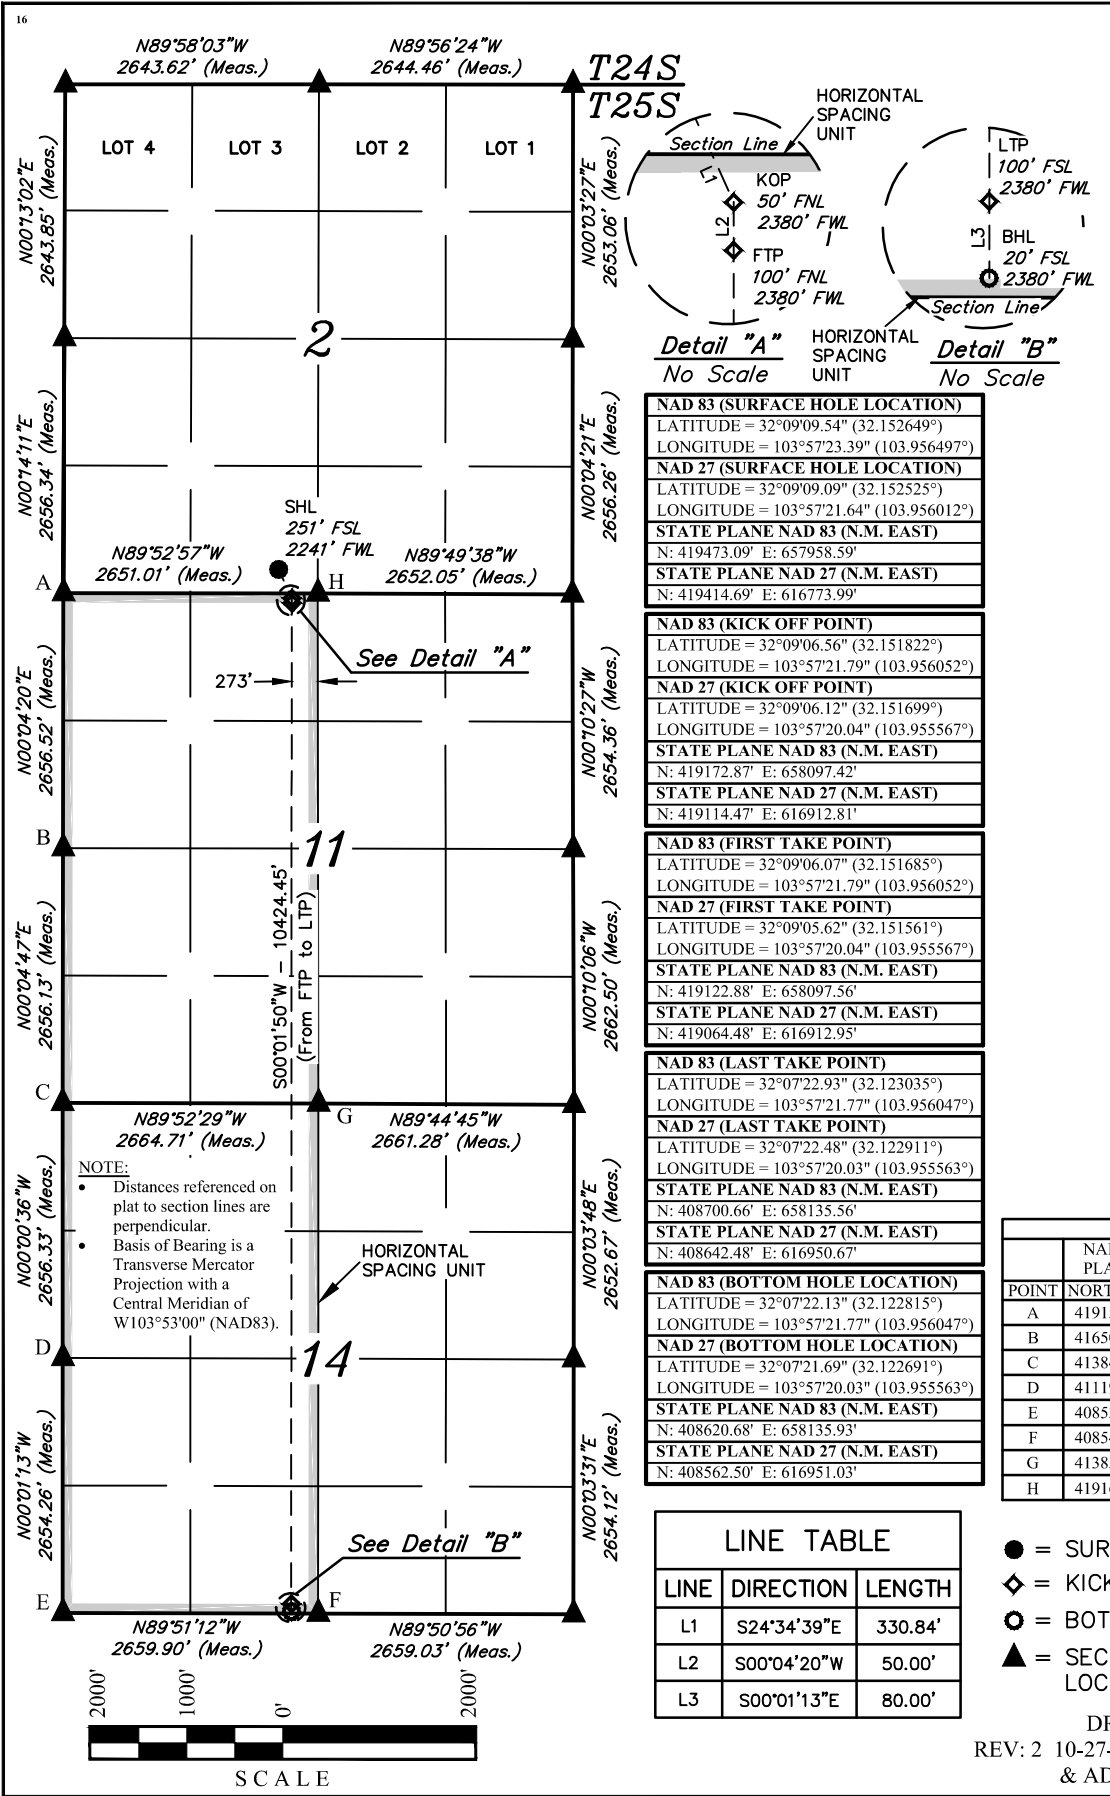 16
N89°58'03"W
2643.62' (Meas.)
N89°56'24"W
2644.46' (Meas.)
T24S
T25S
LOT 4
LOT 3
LOT 2
LOT 1
N00°13'02"E
2643.85' (Meas.)
N00°03'27"E
2653.06' (Meas.)
2
N00°14'11"E
2656.34' (Meas.)
N00°04'21"E
2656.26' (Meas.)
SHL
251' FSL
2241' FWL
N89°52'57"W
2651.01' (Meas.)
N89°49'38"W
2652.05' (Meas.)
A
H
See Detail "A"
273'
N00°04'20"E
2656.52' (Meas.)
N00°10'27"W
2654.36' (Meas.)
B
11
S00°01'50"W – 10424.45'
(From FTP to LTP)
N00°04'47"E
2656.13' (Meas.)
N00°10'06"W
2662.50' (Meas.)
C
G
N89°52'29"W
2664.71' (Meas.)
N89°44'45"W
2661.28' (Meas.)
NOTE:
• Distances referenced on
plat to section lines are
perpendicular.
• Basis of Bearing is a
Transverse Mercator
Projection with a
Central Meridian of
W103°53'00" (NAD83).
N00°00'36"W
2656.33' (Meas.)
N00°03'48"E
2652.67' (Meas.)
HORIZONTAL
SPACING UNIT
D
14
N00°01'13"W
2654.26' (Meas.)
N00°03'31"E
2654.12' (Meas.)
See Detail "B"
E
F
N89°51'12"W
2659.90' (Meas.)
N89°50'56"W
2659.03' (Meas.)
2000'
1000'
0'
2000'
SCALE
HORIZONTAL
SPACING
UNIT
Section Line
L1
KOP
50' FNL
2380' FWL
L2
FTP
100' FNL
2380' FWL
Detail "A"
No Scale
LTP
100' FSL
2380' FWL
L3
BHL
20' FSL
2380' FWL
Section Line
HORIZONTAL
SPACING
UNIT
Detail "B"
No Scale
NAD 83 (SURFACE HOLE LOCATION)
LATITUDE = 32°09'09.54" (32.152649°)
LONGITUDE = 103°57'23.39" (103.956497°)
NAD 27 (SURFACE HOLE LOCATION)
LATITUDE = 32°09'09.09" (32.152525°)
LONGITUDE = 103°57'21.64" (103.956012°)
STATE PLANE NAD 83 (N.M. EAST)
N: 419473.09' E: 657958.59'
STATE PLANE NAD 27 (N.M. EAST)
N: 419414.69' E: 616773.99'
NAD 83 (KICK OFF POINT)
LATITUDE = 32°09'06.56" (32.151822°)
LONGITUDE = 103°57'21.79" (103.956052°)
NAD 27 (KICK OFF POINT)
LATITUDE = 32°09'06.12" (32.151699°)
LONGITUDE = 103°57'20.04" (103.955567°)
STATE PLANE NAD 83 (N.M. EAST)
N: 419172.87' E: 658097.42'
STATE PLANE NAD 27 (N.M. EAST)
N: 419114.47' E: 616912.81'
NAD 83 (FIRST TAKE POINT)
LATITUDE = 32°09'06.07" (32.151685°)
LONGITUDE = 103°57'21.79" (103.956052°)
NAD 27 (FIRST TAKE POINT)
LATITUDE = 32°09'05.62" (32.151561°)
LONGITUDE = 103°57'20.04" (103.955567°)
STATE PLANE NAD 83 (N.M. EAST)
N: 419122.88' E: 658097.56'
STATE PLANE NAD 27 (N.M. EAST)
N: 419064.48' E: 616912.95'
NAD 83 (LAST TAKE POINT)
LATITUDE = 32°07'22.93" (32.123035°)
LONGITUDE = 103°57'21.77" (103.956047°)
NAD 27 (LAST TAKE POINT)
LATITUDE = 32°07'22.48" (32.122911°)
LONGITUDE = 103°57'20.03" (103.955563°)
STATE PLANE NAD 83 (N.M. EAST)
N: 408700.66' E: 658135.56'
STATE PLANE NAD 27 (N.M. EAST)
N: 408642.48' E: 616950.67'
NAD 83 (BOTTOM HOLE LOCATION)
LATITUDE = 32°07'22.13" (32.122815°)
LONGITUDE = 103°57'21.77" (103.956047°)
NAD 27 (BOTTOM HOLE LOCATION)
LATITUDE = 32°07'21.69" (32.122691°)
LONGITUDE = 103°57'20.03" (103.955563°)
STATE PLANE NAD 83 (N.M. EAST)
N: 408620.68' E: 658135.93'
STATE PLANE NAD 27 (N.M. EAST)
N: 408562.50' E: 616951.03'
LINE TABLE
LINE DIRECTION LENGTH
L1 S24°34'39"E 330.84'
L2 S00°04'20"W 50.00'
L3 S00°01'13"E 80.00'
POINT
A
B
C
D
E
F
G
H
● = SUR
= KICK
= BOT
▲ = SEC
LOC
REV: 2 10-27-